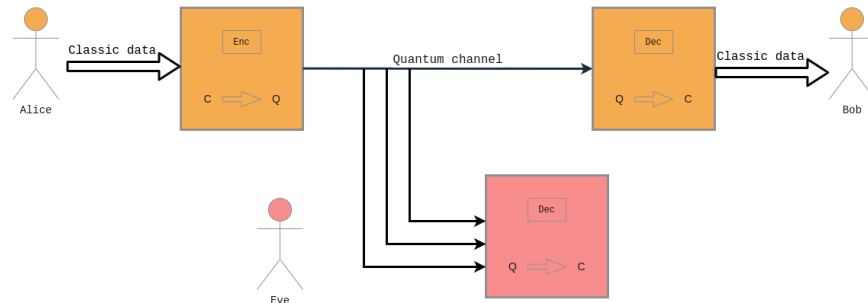 Classic data
Enc
C
Q
Alice
Quantum channel
Dec
Q
C
Classic data
Bob
Dec
Q
C
Eve